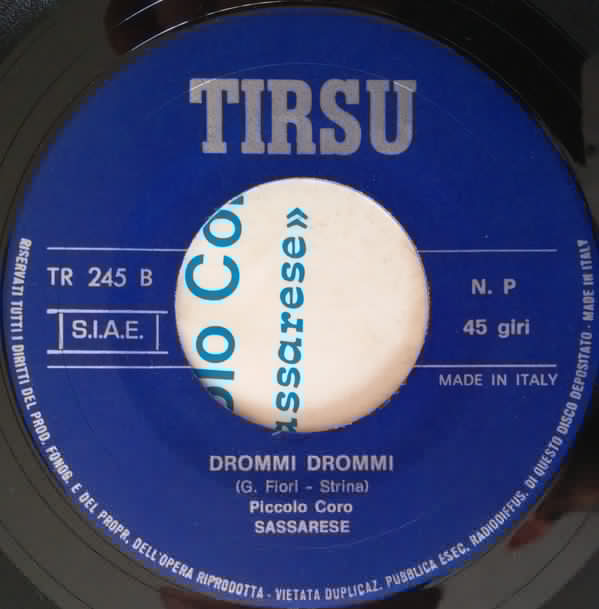 TIRSU
TR 245 B
S.I.A.E.
N. P
45 giri
MADE IN ITALY
olo Co
assarese»
DROMMI DROMMI
(G. Fiori - Strina)
Piccolo Coro
SASSARESE
RISERVATI TUTTI I DIRITTI DEL PROD. FONOG. E DEL PROPR. DELL'OPERA RIPRODOTTA - VIETATA DUPLICAZ. PUBBLICA ESEC. RADIODIFFUS. DI QUESTO DISCO DEPOSITATO - MADE IN ITALY